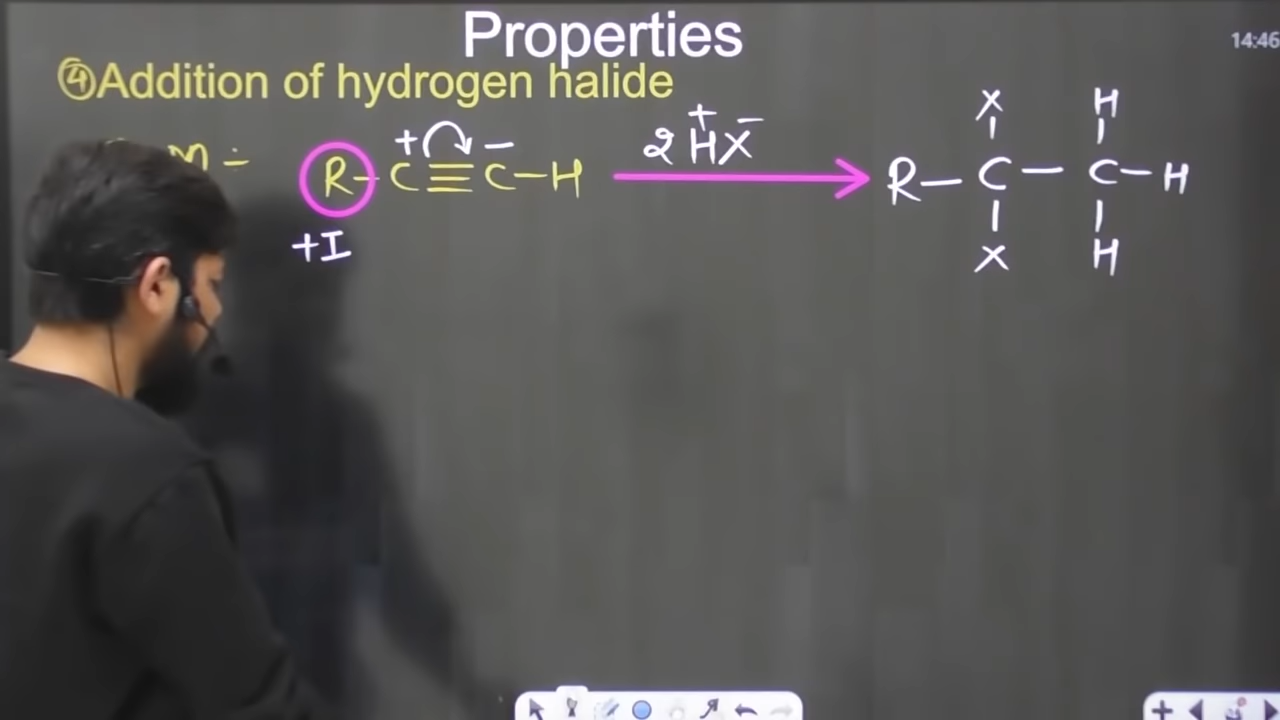 Properties
14:46
④Addition of hydrogen halide
X H
+ − 2 H⁺X⁻
R−C≡C−H R−C−C−H
+I
X H